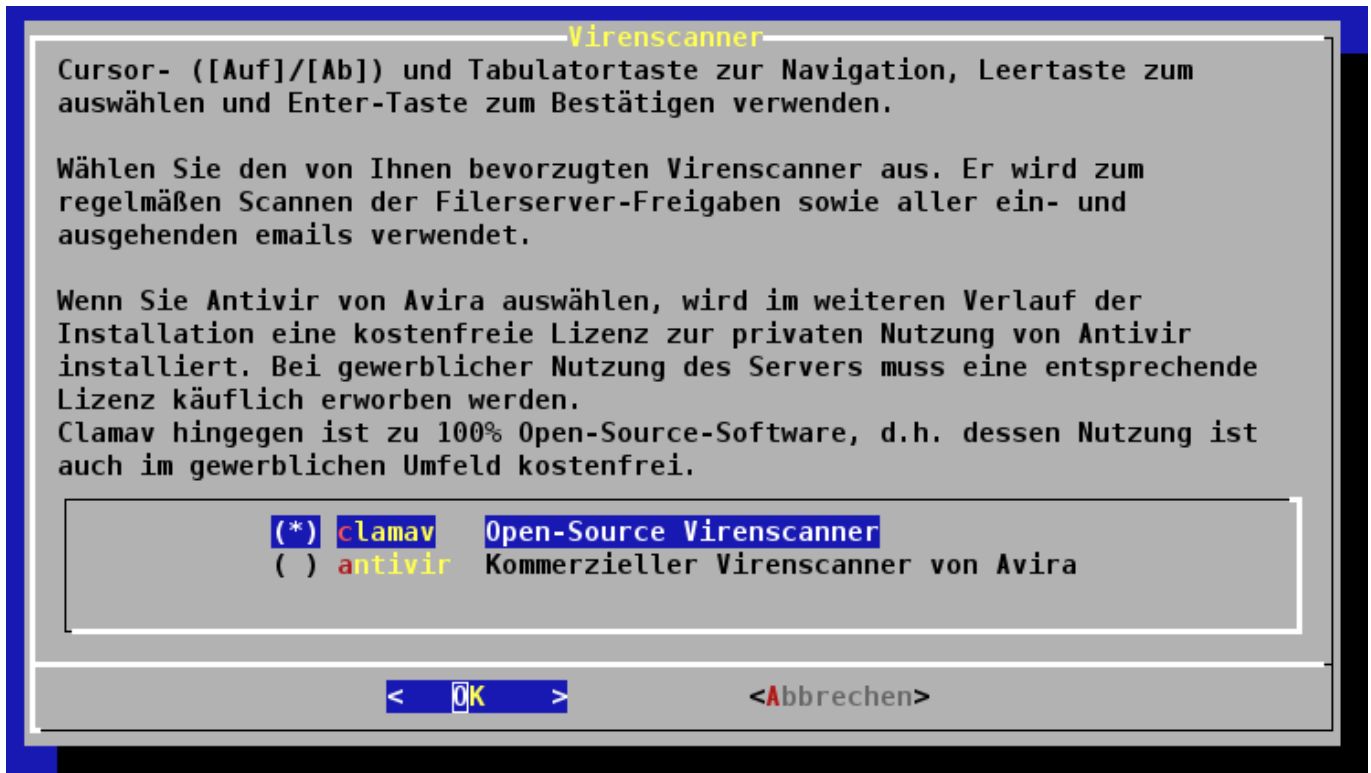 Virenscanner
Cursor- ([Auf]/[Ab]) und Tabulatortaste zur Navigation, Leertaste zum
auswählen und Enter-Taste zum Bestätigen verwenden.
Wählen Sie den von Ihnen bevorzugten Virenscanner aus. Er wird zum
regelmäßen Scannen der Filerserver-Freigaben sowie aller ein- und
ausgehenden emails verwendet.
Wenn Sie Antivir von Avira auswählen, wird im weiteren Verlauf der
Installation eine kostenfreie Lizenz zur privaten Nutzung von Antivir
installiert. Bei gewerblicher Nutzung des Servers muss eine entsprechende
Lizenz käuflich erworben werden.
Clamav hingegen ist zu 100% Open-Source-Software, d.h. dessen Nutzung ist
auch im gewerblichen Umfeld kostenfrei.
(*) clamav Open-Source Virenscanner
( ) antivir Kommerzieller Virenscanner von Avira
< OK > <Abbrechen>